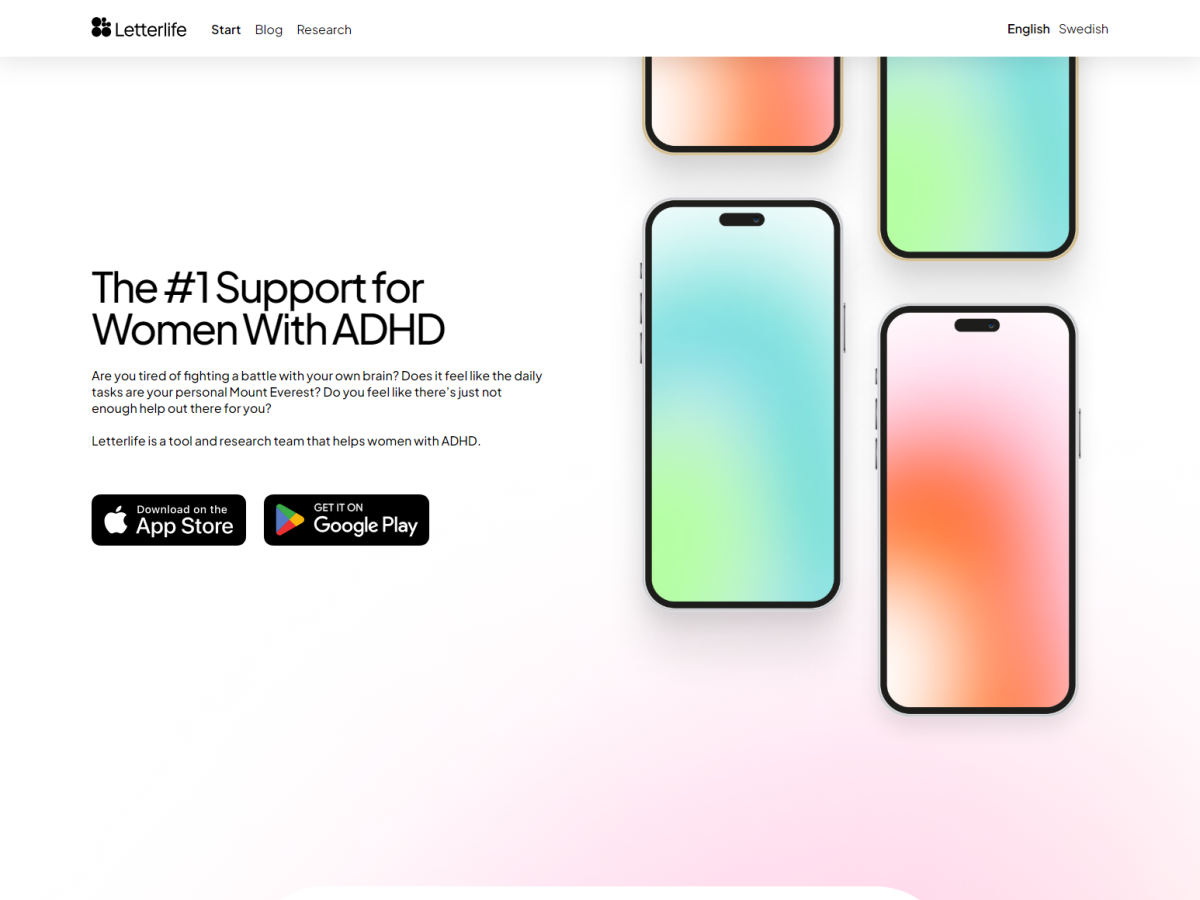 Letterlife Start Blog Research English Swedish
The #1 Support for
Women With ADHD
Are you tired of fighting a battle with your own brain? Does it feel like the daily
tasks are your personal Mount Everest? Do you feel like there's just not
enough help out there for you?
Letterlife is a tool and research team that helps women with ADHD.
Download on the
App Store
GET IT ON
Google Play